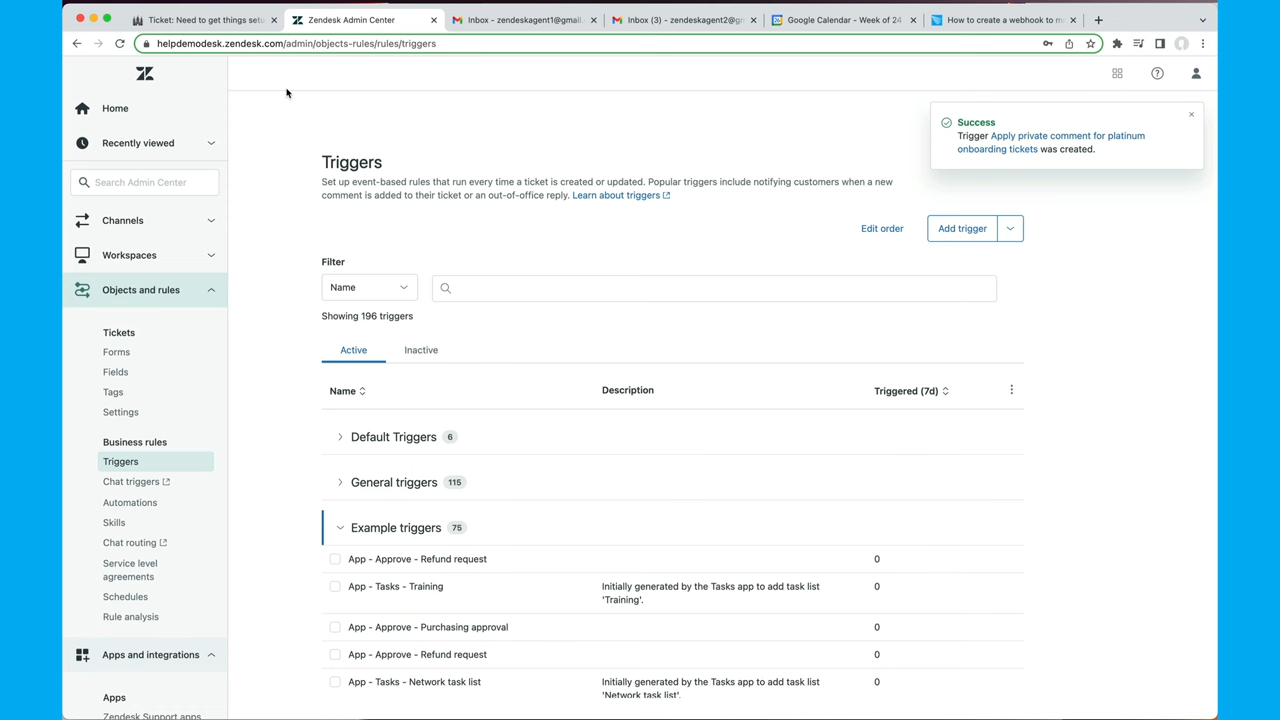 Ticket: Need to get things setu
Zendesk Admin Center
Inbox - zendeskagent1@gmail.
Inbox (3) - zendeskagent2@g
Google Calendar - Week of 24
How to create a webhook to m
helpdemodesk.zendesk.com/admin/objects-rules/rules/triggers
Home
Recently viewed
Search Admin Center
Channels
Workspaces
Objects and rules
Tickets
Forms
Fields
Tags
Settings
Business rules
Triggers
Chat triggers
Automations
Skills
Chat routing
Service level
agreements
Schedules
Rule analysis
Apps and integrations
Apps
Zendesk Support apps
Success
Trigger Apply private comment for platinum
onboarding tickets was created.
Triggers
Set up event-based rules that run every time a ticket is created or updated. Popular triggers include notifying customers when a new
comment is added to their ticket or an out-of-office reply. Learn about triggers
Edit order
Add trigger
Filter
Name
Showing 196 triggers
Active
Inactive
Name
Description
Triggered (7d)
Default Triggers 6
General triggers 115
Example triggers 75
App - Approve - Refund request
0
App - Tasks - Training
Initially generated by the Tasks app to add task list
'Training'.
0
App - Approve - Purchasing approval
0
App - Approve - Refund request
0
App - Tasks - Network task list
Initially generated by the Tasks app to add task list
'Network task list'.
0